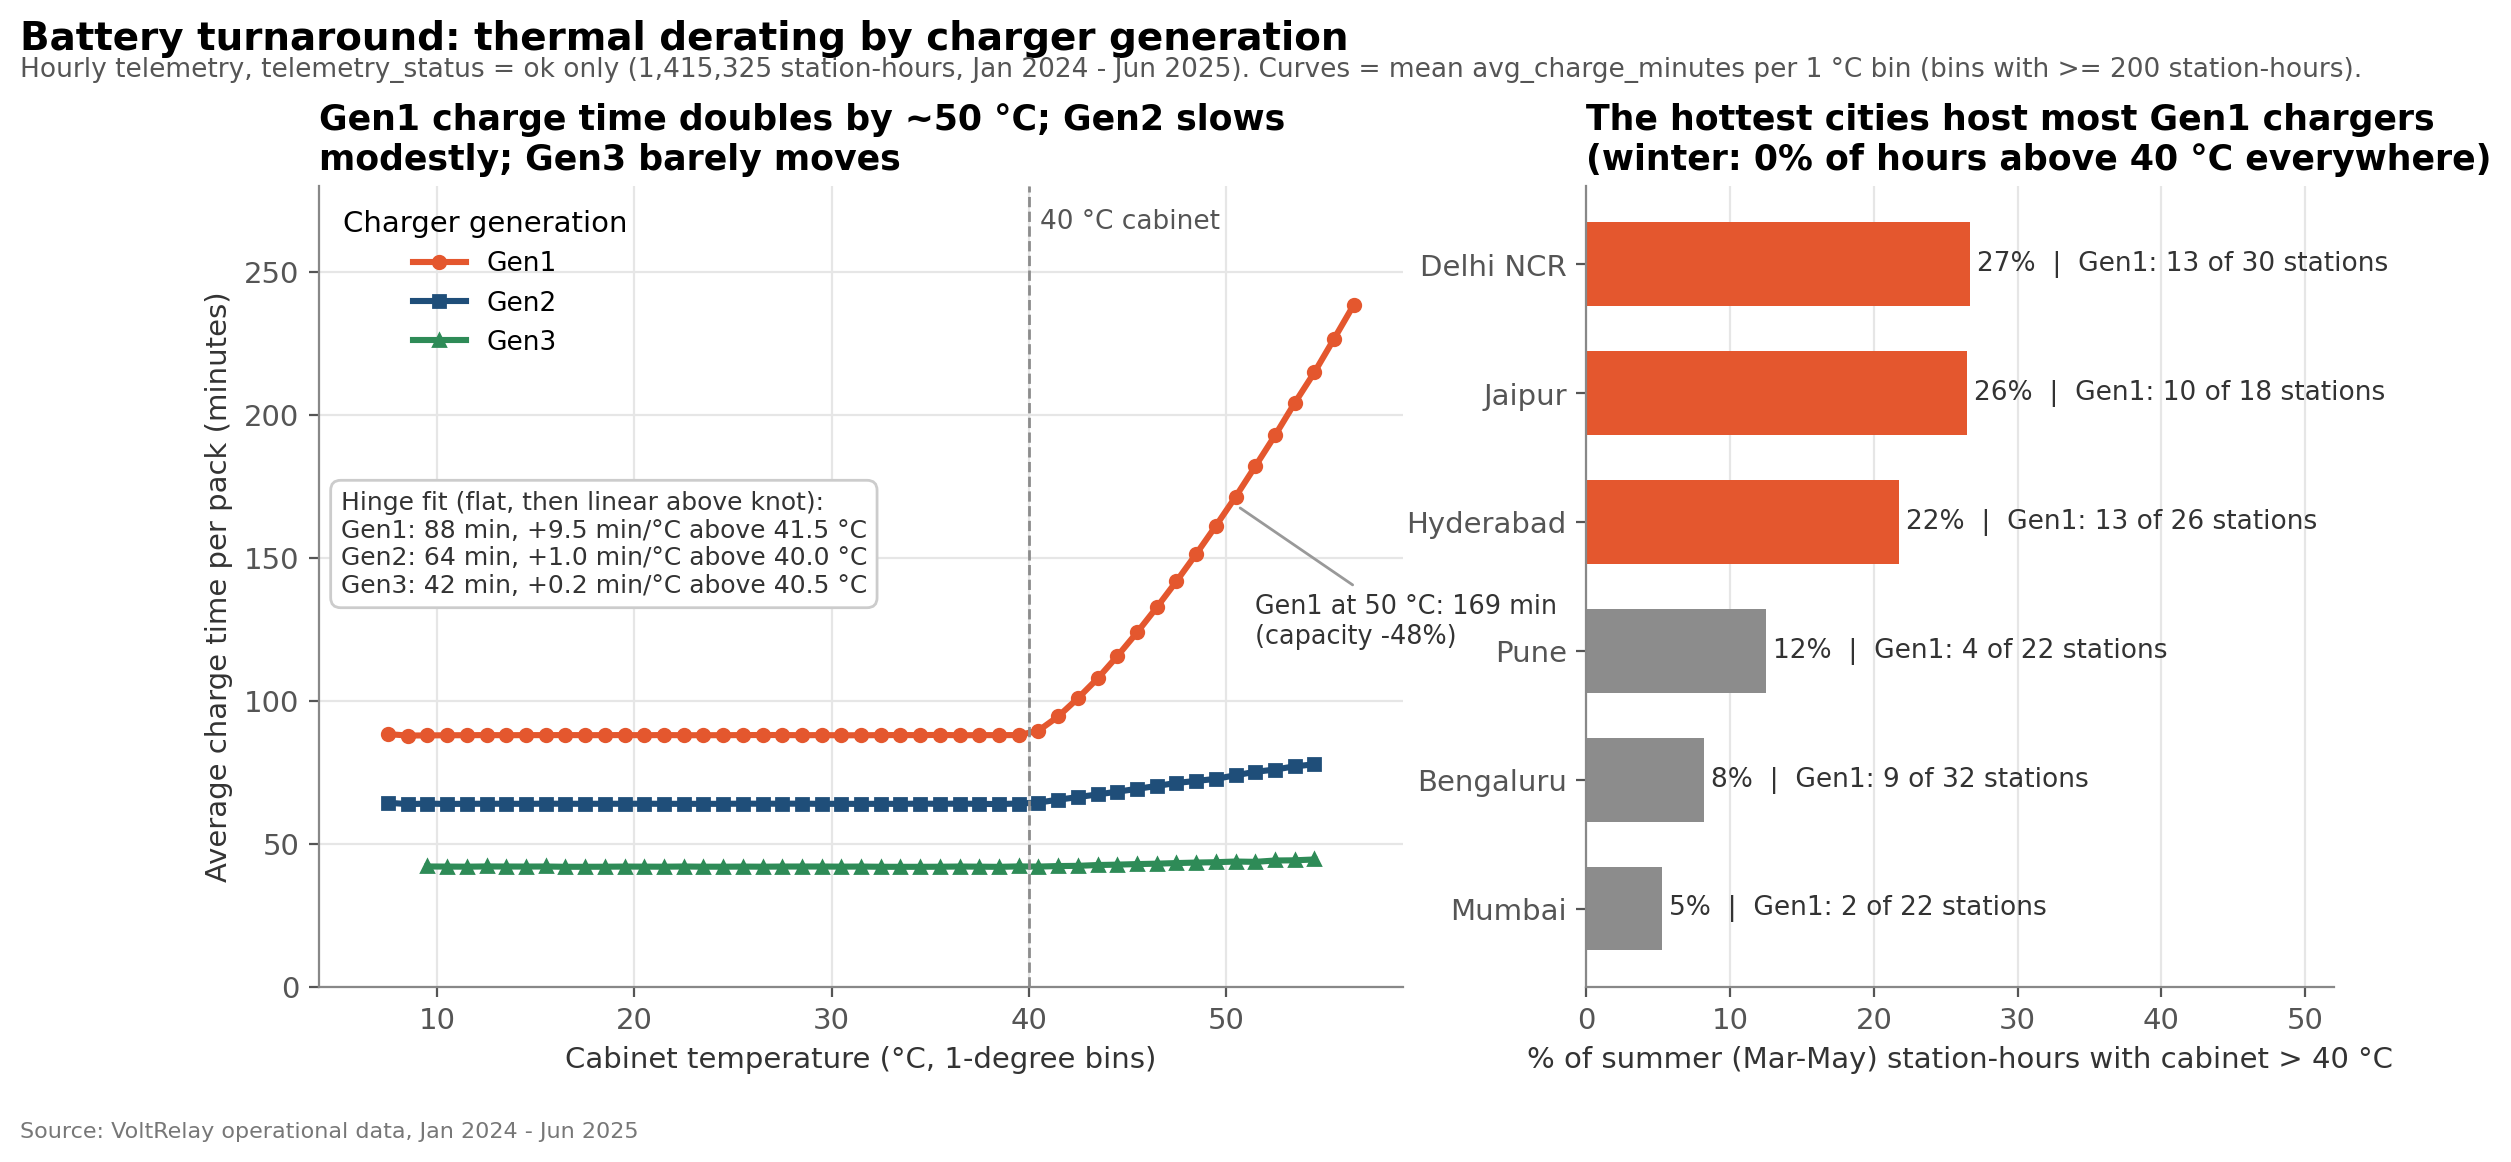 Battery turnaround: thermal derating by charger generation
Hourly telemetry, telemetry_status = ok only (1,415,325 station-hours, Jan 2024 - Jun 2025). Curves = mean avg_charge_minutes per 1 °C bin (bins with >= 200 station-hours).
Gen1 charge time doubles by ~50 °C; Gen2 slows
modestly; Gen3 barely moves
Charger generation
Gen1
Gen2
Gen3
40 °C cabinet
Hinge fit (flat, then linear above knot):
Gen1: 88 min, +9.5 min/°C above 41.5 °C
Gen2: 64 min, +1.0 min/°C above 40.0 °C
Gen3: 42 min, +0.2 min/°C above 40.5 °C
Gen1 at 50 °C: 169 min
(capacity -48%)
Average charge time per pack (minutes)
250
200
150
100
50
0
10
20
30
40
50
Cabinet temperature (°C, 1-degree bins)
The hottest cities host most Gen1 chargers
(winter: 0% of hours above 40 °C everywhere)
Delhi NCR
27% | Gen1: 13 of 30 stations
Jaipur
26% | Gen1: 10 of 18 stations
Hyderabad
22% | Gen1: 13 of 26 stations
Pune
12% | Gen1: 4 of 22 stations
Bengaluru
8% | Gen1: 9 of 32 stations
Mumbai
5% | Gen1: 2 of 22 stations
0
10
20
30
40
50
% of summer (Mar-May) station-hours with cabinet > 40 °C
Source: VoltRelay operational data, Jan 2024 - Jun 2025